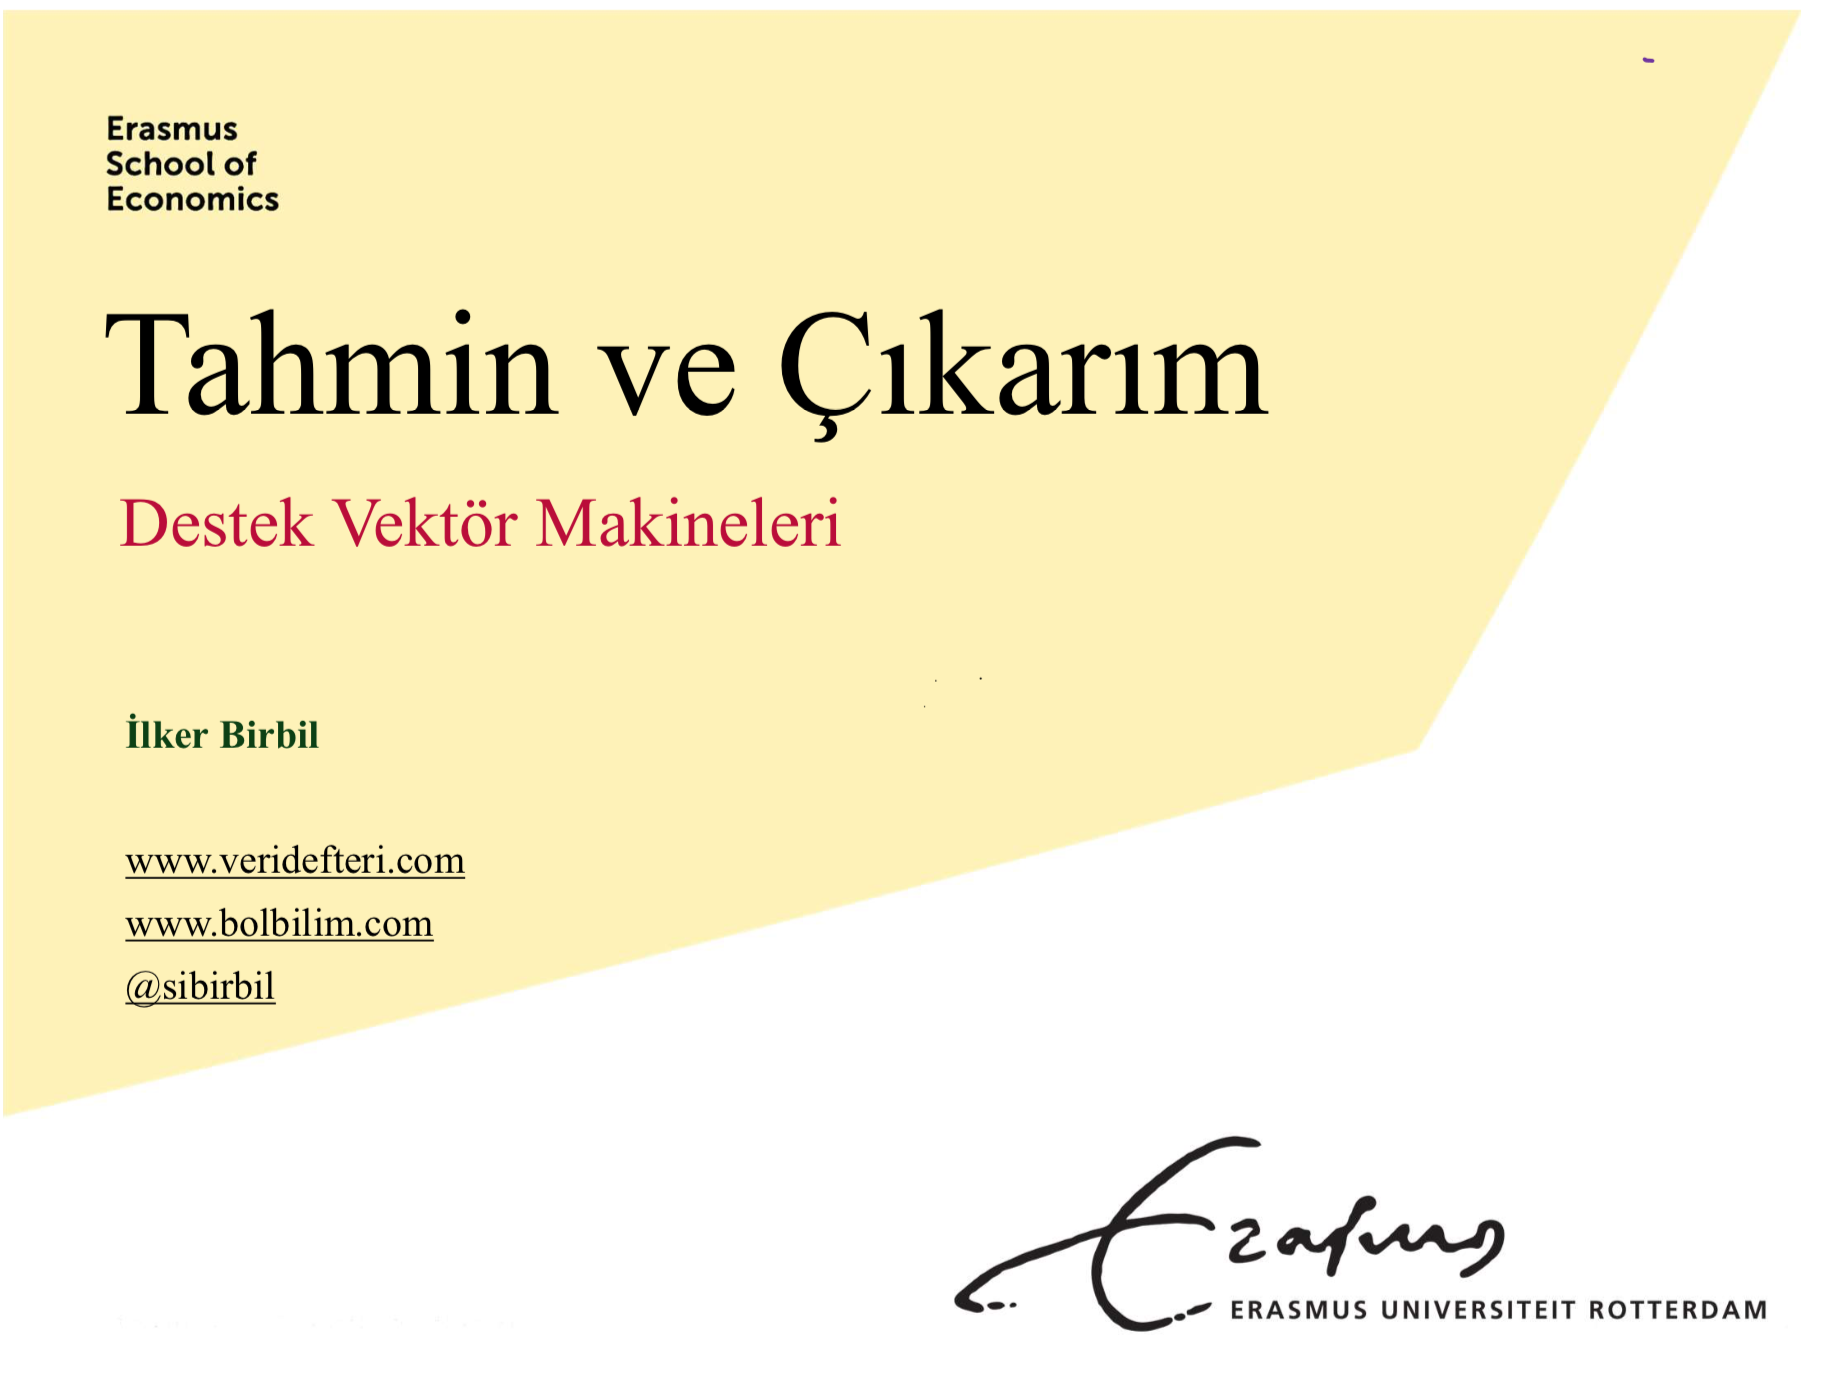 Erasmus
School of
Economics
Tahmin ve Çıkarım
Destek Vektör Makineleri
İlker Birbil
www.veridefteri.com
www.bolbilim.com
@sibirbil
Erasmus
ERASMUS UNIVERSITEIT ROTTERDAM